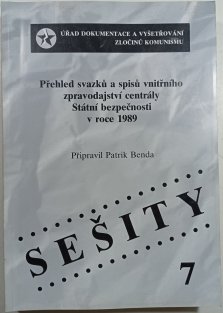 ÚŘAD DOKUMENTACE A VYŠETŘOVÁNÍ
ZLOČINŮ KOMUNISMU
Přehled svazků a spisů vnitřního
zpravodajství centrály
Státní bezpečnosti
v roce 1989
Připravil Patrik Benda
SEŠITY
7